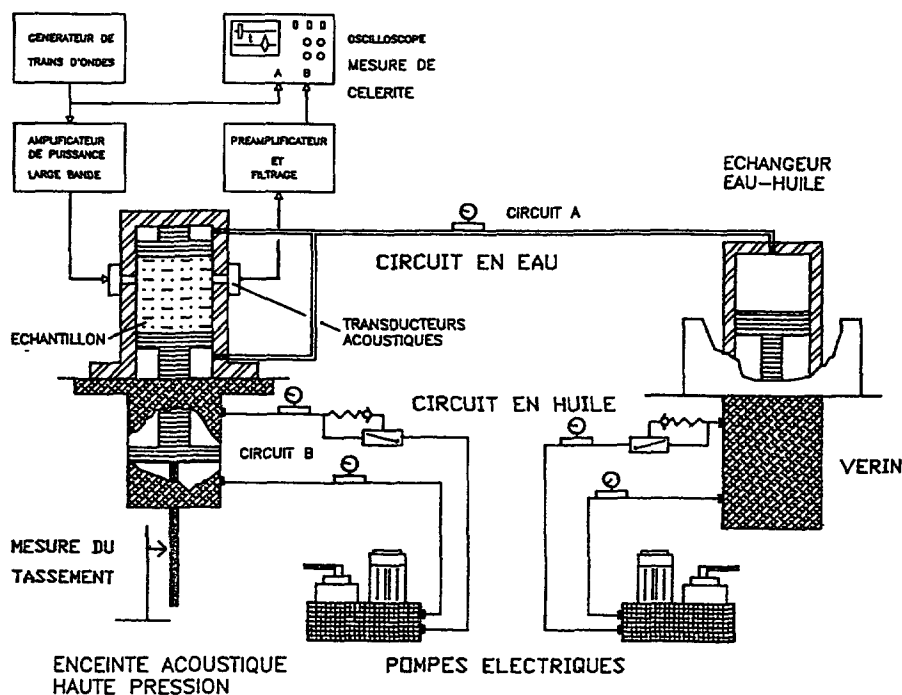 GENERATEUR DE
TRAINS D'ONDES
t
A B
OSCILLOSCOPE
MESURE DE
CELERITE
AMPLIFICATEUR
DE PUISSANCE
LARGE BANDE
PREAMPLIFICATEUR
ET
FILTRAGE
ECHANGEUR
EAU-HUILE
CIRCUIT A
CIRCUIT EN EAU
ECHANTILLON
TRANSDUCTEURS
ACOUSTIQUES
CIRCUIT EN HUILE
CIRCUIT B
VERIN
MESURE DU
TASSEMENT
ENCEINTE ACOUSTIQUE
HAUTE PRESSION
POMPES ELECTRIQUES